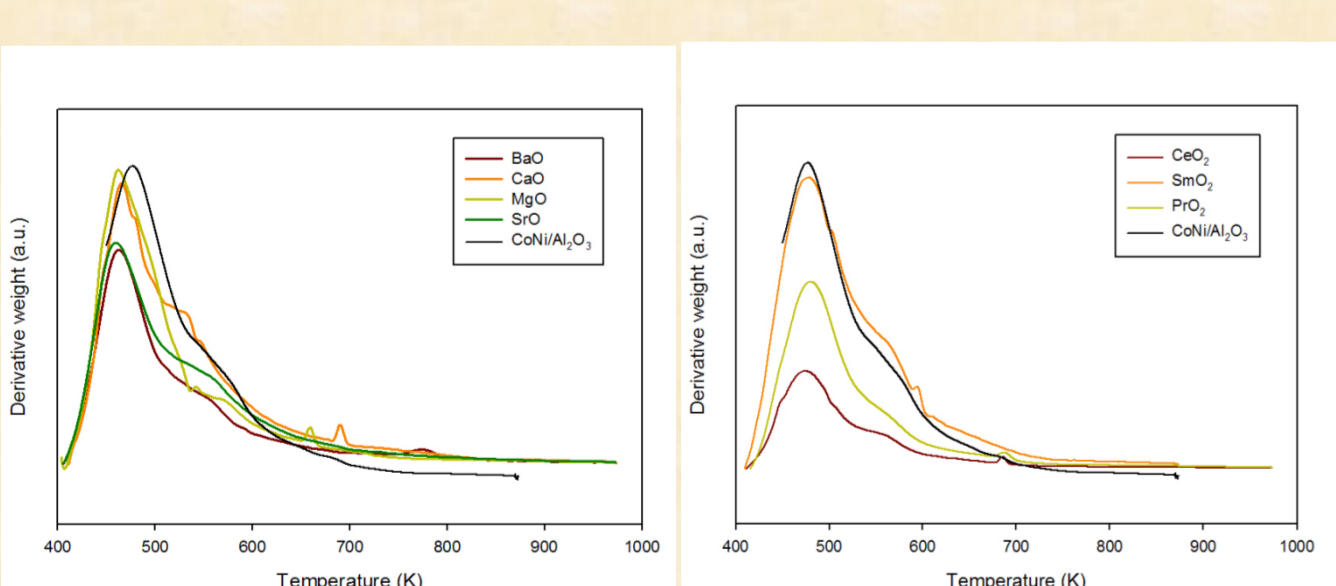 Derivative weight (a.u.)
BaO
CaO
MgO
SrO
CoNi/Al₂O₃
400 500 600 700 800 900 1000
Temperature (K)
Derivative weight (a.u.)
CeO₂
SmO₂
PrO₂
CoNi/Al₂O₃
400 500 600 700 800 900 1000
Temperature (K)